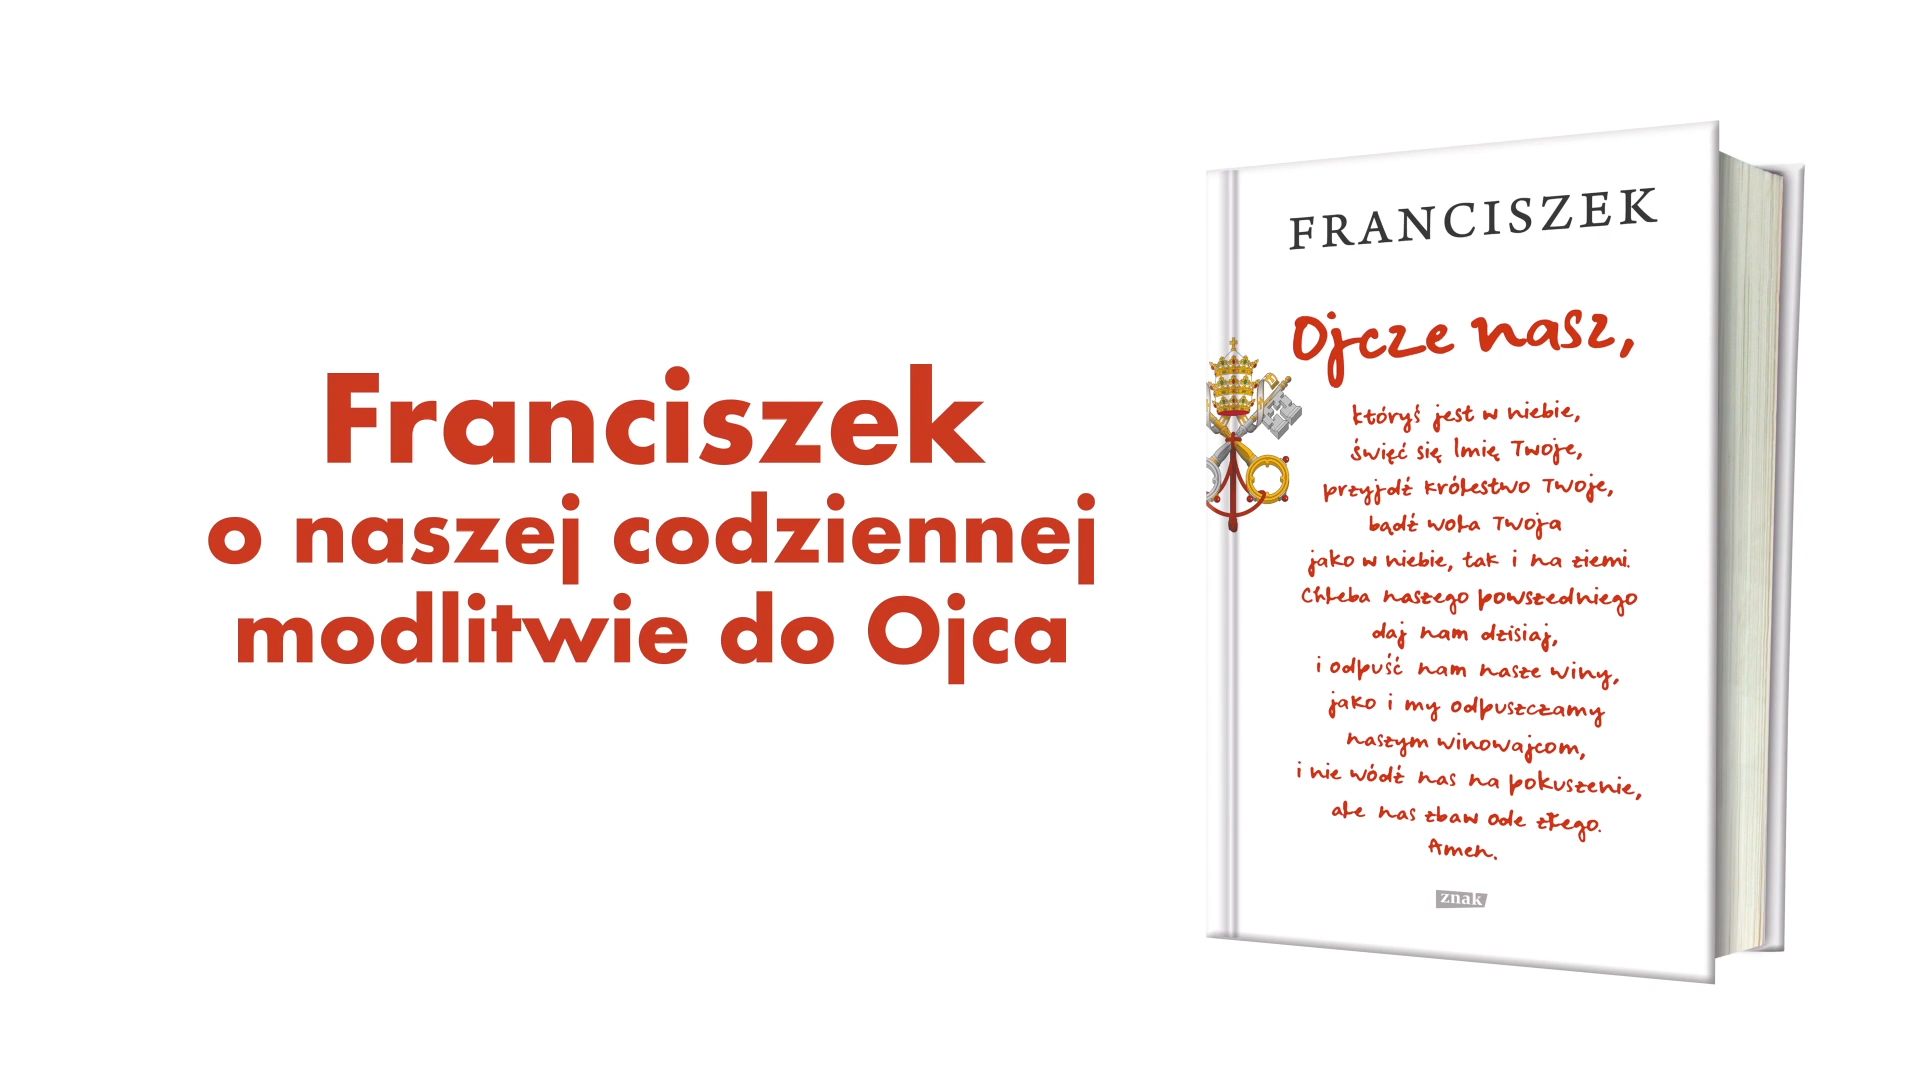 Franciszek
o naszej codziennej
modlitwie do Ojca
FRANCISZEK
Ojcze nasz,
któryś jest w niebie,
święć się Imię Twoje,
przyjdź królestwo Twoje,
bądź wola Twoja
jako w niebie, tak i na ziemi.
Chleba naszego powszedniego
daj nam dzisiaj,
i odpuść nam nasze winy,
jako i my odpuszczamy
naszym winowajcom,
i nie wódź nas na pokuszenie,
ale nas zbaw ode złego.
Amen.
znak